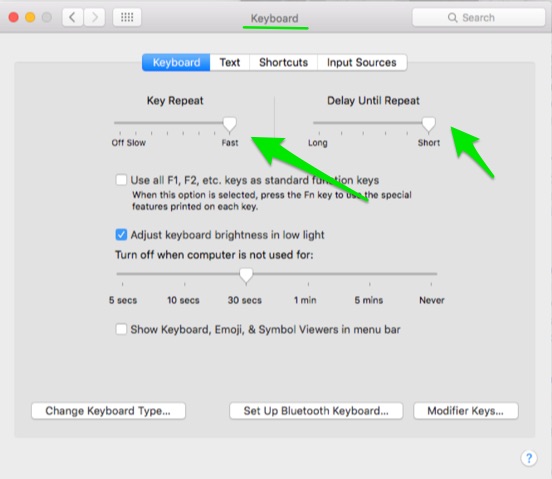 Keyboard
Search
Keyboard Text Shortcuts Input Sources
Key Repeat
Off Slow Fast
Delay Until Repeat
Long Short
Use all F1, F2, etc. keys as standard function keys
When this option is selected, press the Fn key to use the special
features printed on each key.
Adjust keyboard brightness in low light
Turn off when computer is not used for:
5 secs 10 secs 30 secs 1 min 5 mins Never
Show Keyboard, Emoji, & Symbol Viewers in menu bar
Change Keyboard Type... Set Up Bluetooth Keyboard... Modifier Keys...
?